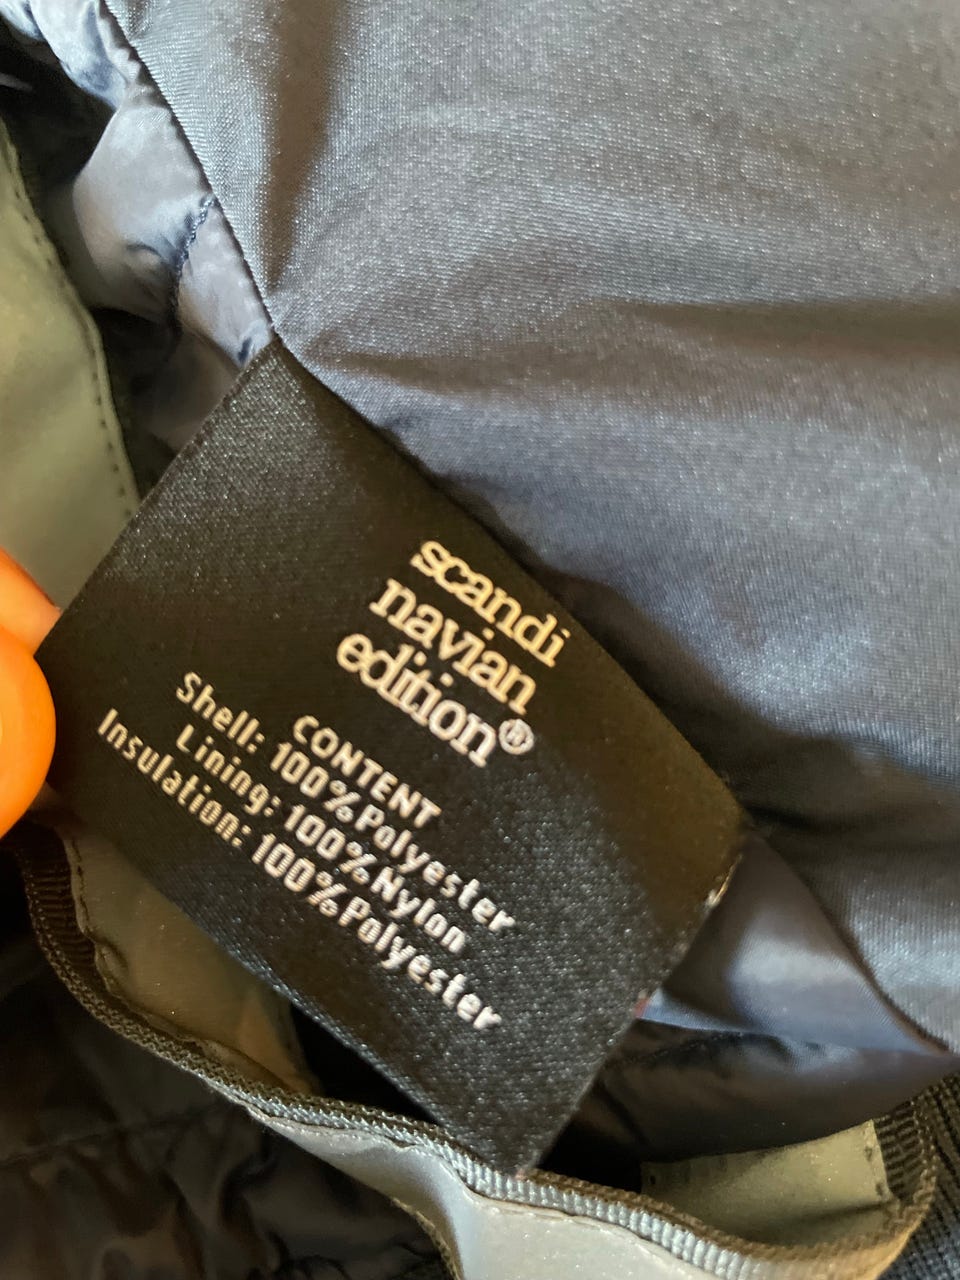 scandi
navian
edition®
CONTENT
Shell: 100%Polyester
Lining: 100%Nylon
Insulation: 100%Polyester